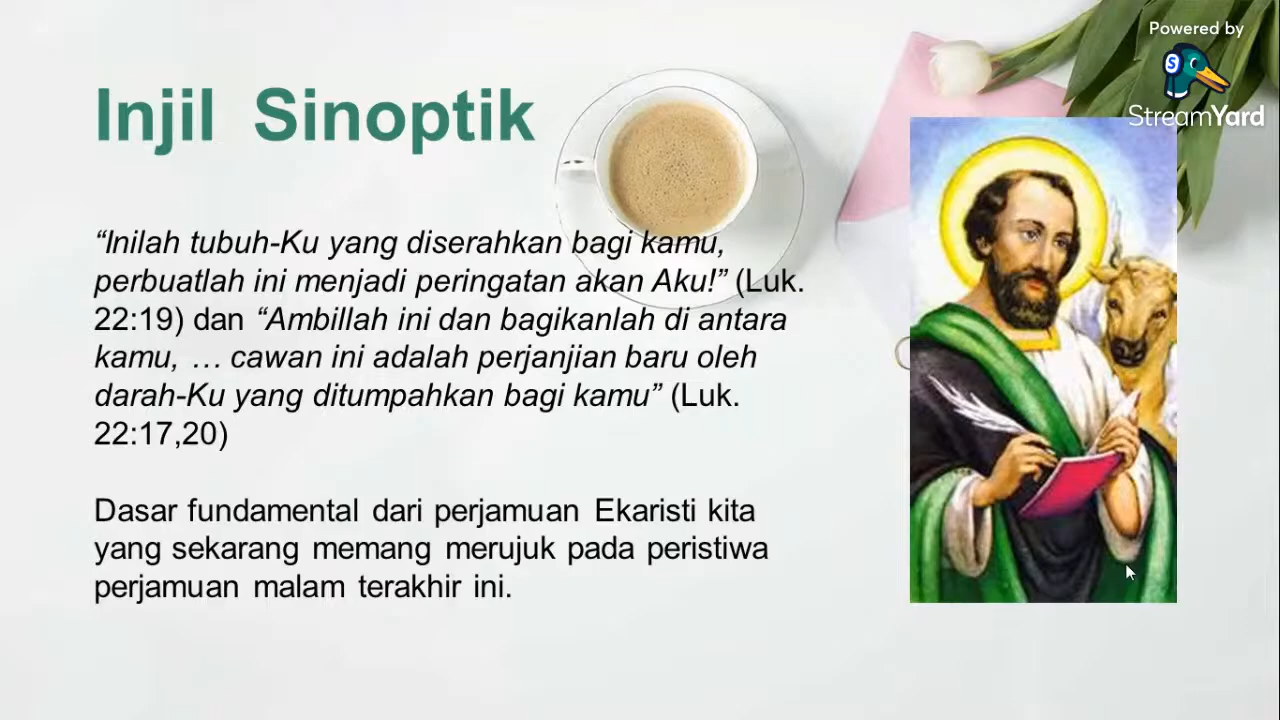 Powered by
StreamYard
Injil Sinoptik
“Inilah tubuh-Ku yang diserahkan bagi kamu,
perbuatlah ini menjadi peringatan akan Aku!” (Luk.
22:19) dan “Ambillah ini dan bagikanlah di antara
kamu, … cawan ini adalah perjanjian baru oleh
darah-Ku yang ditumpahkan bagi kamu” (Luk.
22:17,20)
Dasar fundamental dari perjamuan Ekaristi kita
yang sekarang memang merujuk pada peristiwa
perjamuan malam terakhir ini.